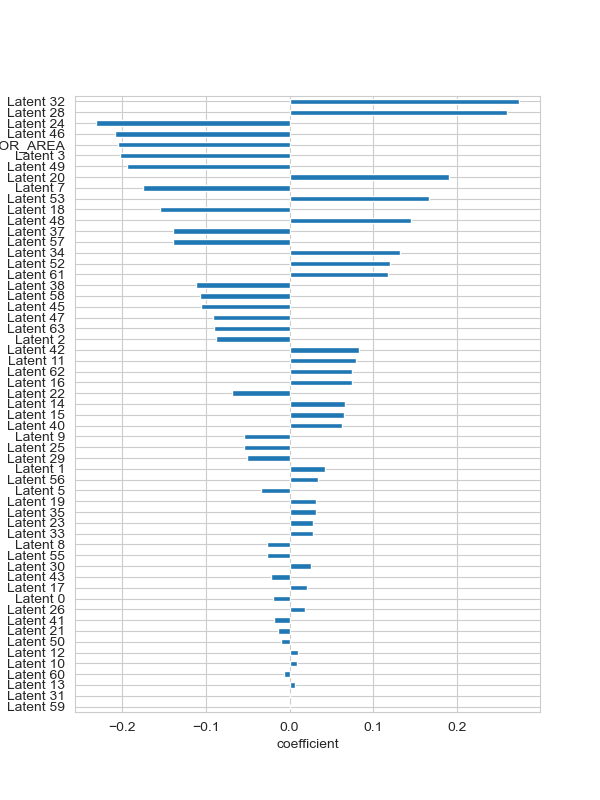 Latent 32
Latent 28
Latent 24
Latent 46
OR_AREA
Latent 3
Latent 49
Latent 20
Latent 7
Latent 53
Latent 18
Latent 48
Latent 37
Latent 57
Latent 34
Latent 52
Latent 61
Latent 38
Latent 58
Latent 45
Latent 47
Latent 63
Latent 2
Latent 42
Latent 11
Latent 62
Latent 16
Latent 22
Latent 14
Latent 15
Latent 40
Latent 9
Latent 25
Latent 29
Latent 1
Latent 56
Latent 5
Latent 19
Latent 35
Latent 23
Latent 33
Latent 8
Latent 55
Latent 30
Latent 43
Latent 17
Latent 0
Latent 26
Latent 41
Latent 21
Latent 50
Latent 12
Latent 10
Latent 60
Latent 13
Latent 31
Latent 59
−0.2 −0.1 0.0 0.1 0.2
coefficient